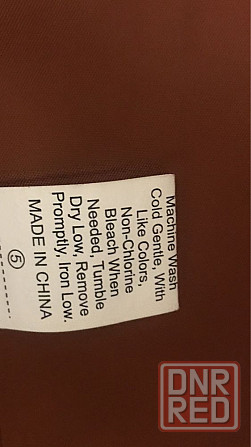 Machine Wash
Cold Gentle, With
Like Colors,
Non-Chlorine
Bleach When
Needed, Tumble
Dry Low, Remove
Promptly, Iron Low.
MADE IN CHINA
5
DNR
RED